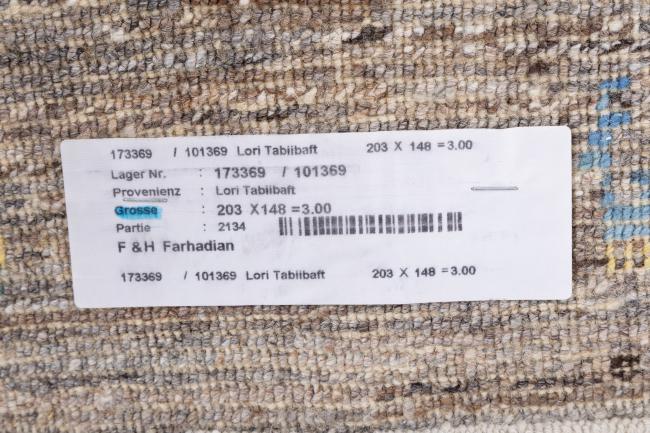 173369 / 101369 Lori Tabiibaft 203 X 148 =3.00
Lager Nr. : 173369 / 101369
Provenienz : Lori Tabiibaft
Grosse : 203 X148 =3.00
Partie : 2134
F & H Farhadian
173369 / 101369 Lori Tabiibaft 203 X 148 =3.00